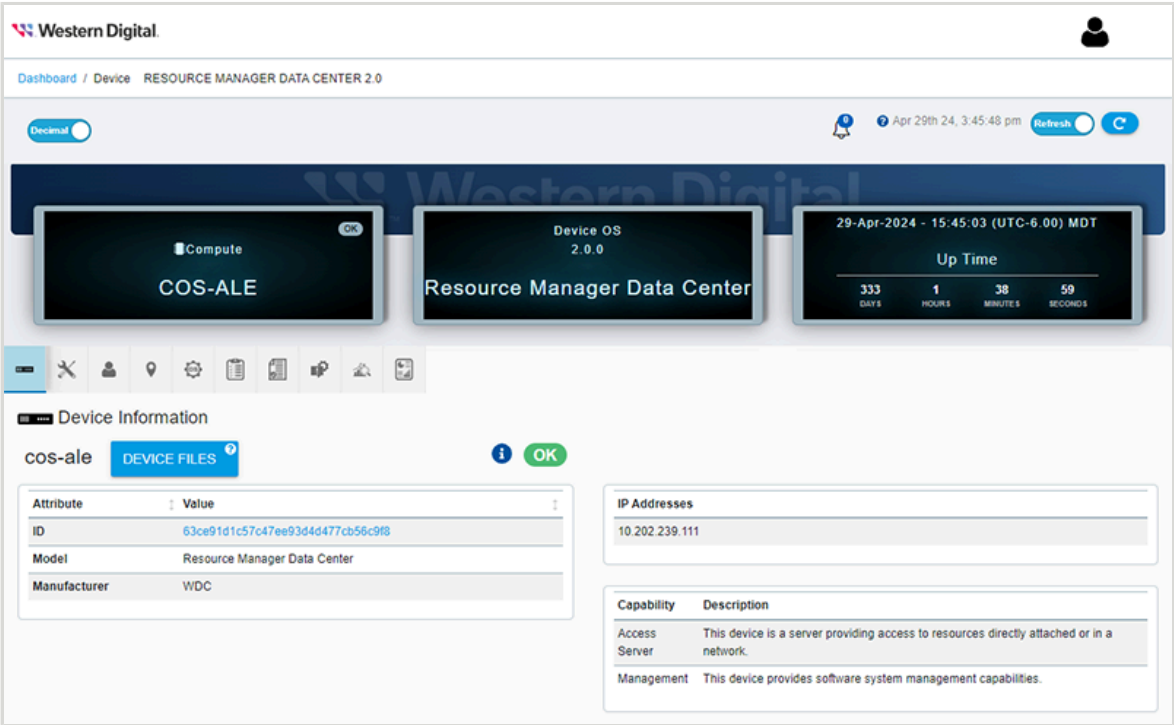 Western Digital.
Dashboard / Device RESOURCE MANAGER DATA CENTER 2.0
Decimal
0
? Apr 29th 24, 3:45:48 pm
Refresh
Western Digital
OK
Compute
COS-ALE
Device OS
2.0.0
Resource Manager Data Center
29-Apr-2024 - 15:45:03 (UTC-6.00) MDT
Up Time
333 1 38 59
DAYS HOURS MINUTES SECONDS
Device Information
cos-ale
DEVICE FILES ?
i
OK
Attribute Value
ID 63ce91d1c57c47ee93d4d477cb56c9f8
Model Resource Manager Data Center
Manufacturer WDC
IP Addresses
10.202.239.111
Capability Description
Access This device is a server providing access to resources directly attached or in a
Server network.
Management This device provides software system management capabilities.